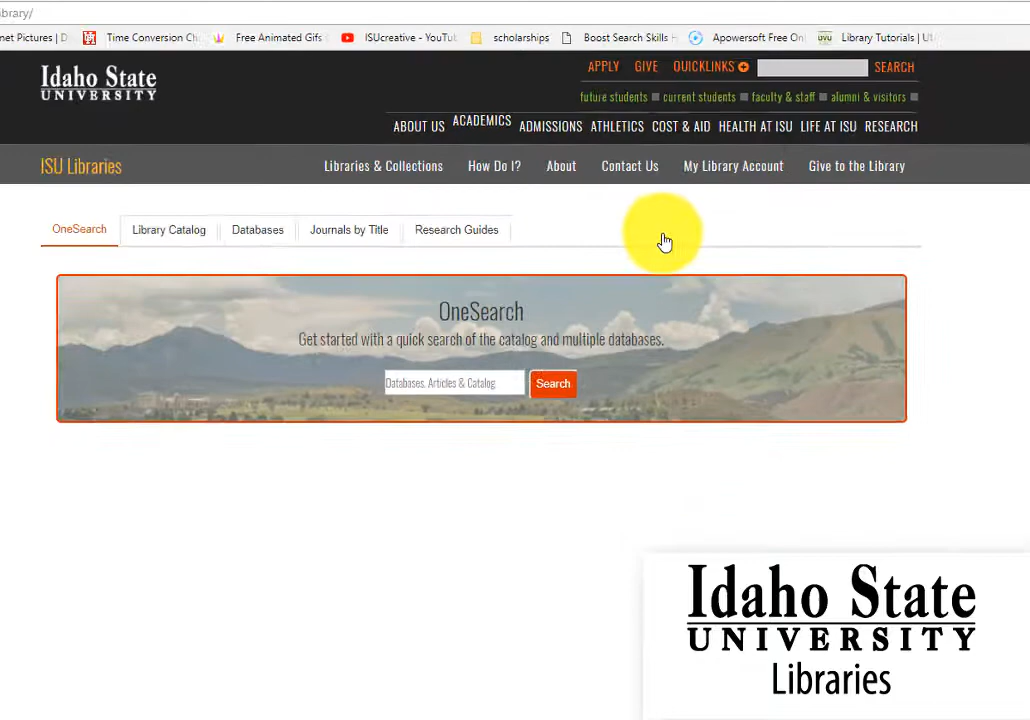 ibrary/
net Pictures | D
Time Conversion Ch
Free Animated Gifs
ISUcreative - YouTu
scholarships
Boost Search Skills
Apowersoft Free On
uvu
Library Tutorials | Ut
Idaho State
UNIVERSITY
APPLY
GIVE
QUICKLINKS
SEARCH
future students
current students
faculty & staff
alumni & visitors
ABOUT US
ACADEMICS
ADMISSIONS
ATHLETICS
COST & AID
HEALTH AT ISU
LIFE AT ISU
RESEARCH
ISU Libraries
Libraries & Collections
How Do I?
About
Contact Us
My Library Account
Give to the Library
OneSearch
Library Catalog
Databases
Journals by Title
Research Guides
OneSearch
Get started with a quick search of the catalog and multiple databases.
Databases, Articles & Catalog
Search
Idaho State
UNIVERSITY
Libraries